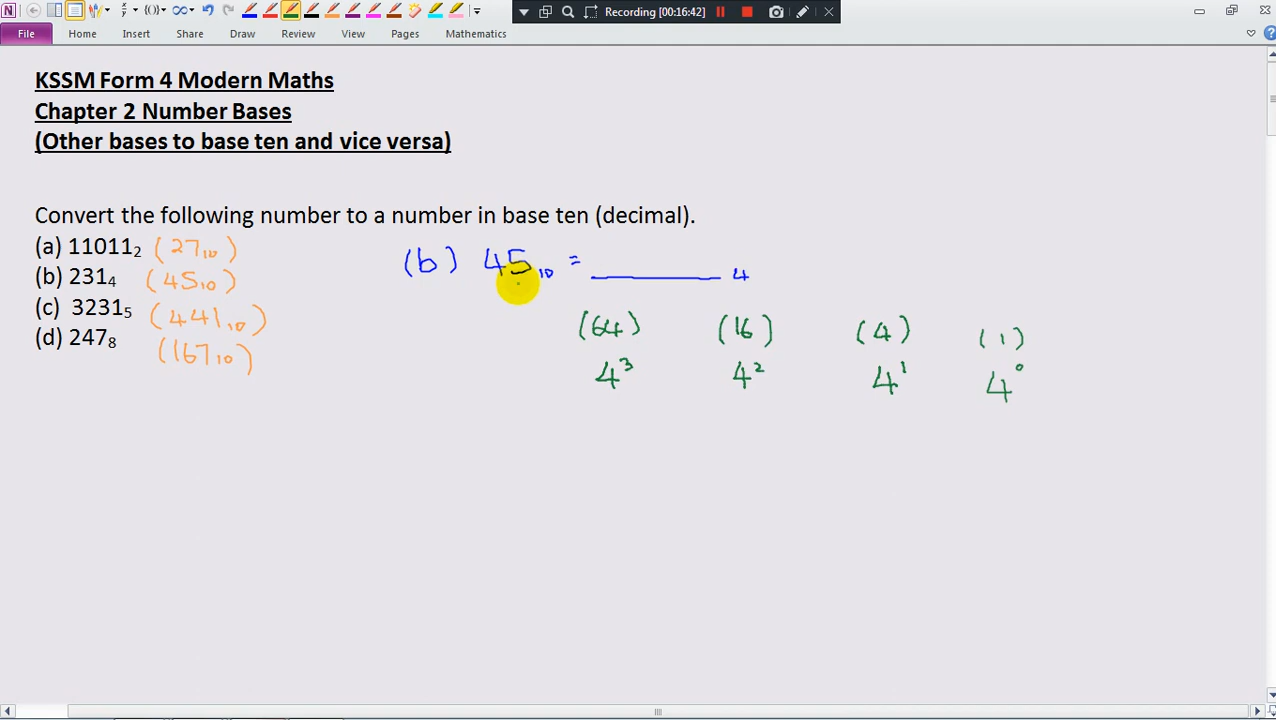 Recording [00:16:42]
File Home Insert Share Draw Review View Pages Mathematics
KSSM Form 4 Modern Maths
Chapter 2 Number Bases
(Other bases to base ten and vice versa)
Convert the following number to a number in base ten (decimal).
(a) 11011₂ (27₁₀)
(b) 231₄ (45₁₀)
(c) 3231₅ (441₁₀)
(d) 247₈ (167₁₀)
(b) 45₁₀ = ________ ₄
(64) (16) (4) (1)
4³ 4² 4¹ 4⁰